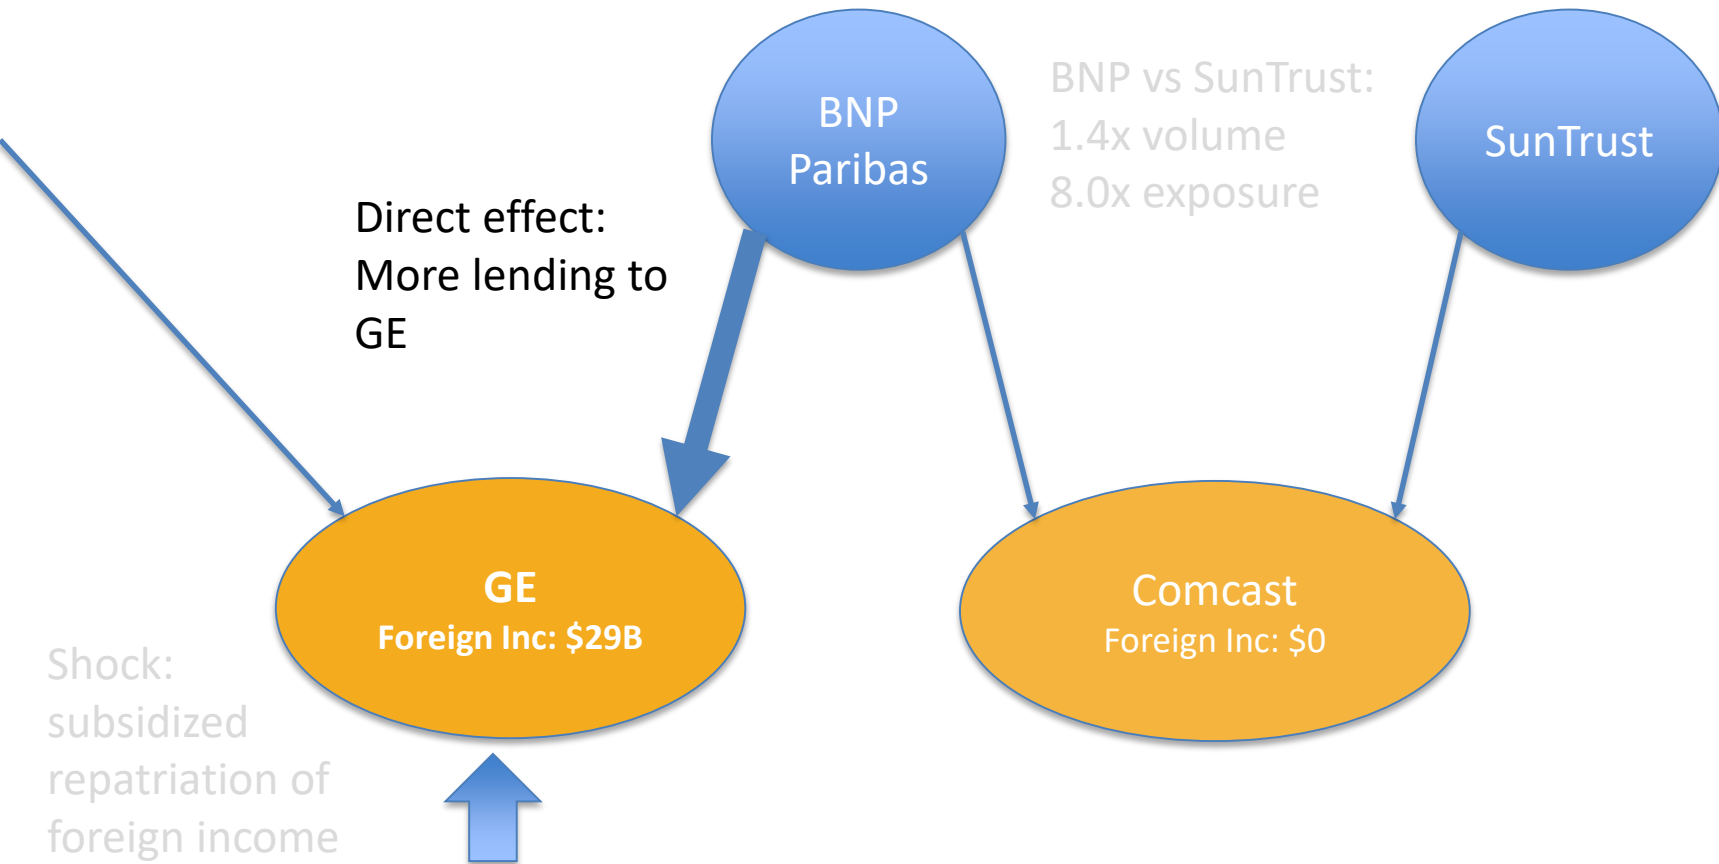 BNP
Paribas
BNP vs SunTrust:
1.4x volume
8.0x exposure
SunTrust
Direct effect:
More lending to
GE
GE
Foreign Inc: $29B
Comcast
Foreign Inc: $0
Shock:
subsidized
repatriation of
foreign income